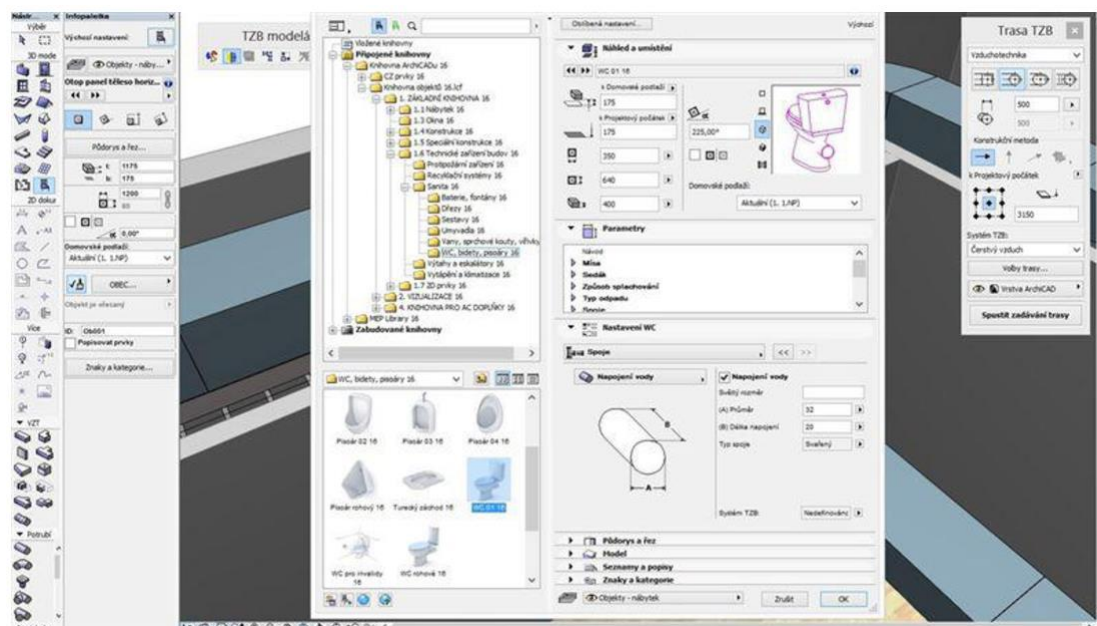 Nástr...
Výběr
3D mode
2D dokur
Více
VZT
Potrubí
Infopaletka
Výchozí nastavení:
Objekty - náby...
Otop panel těleso horiz...
Půdorys a řez...
t: 1175
b: 175
1200
0,00°
Domovské podlaží:
Aktuální (1. 1.NP)
OBEC...
Objekt je ořezaný
ID: Ob001
Popisovat prvky
Znaky a kategorie...
TZB modelá
Vložené knihovny
Připojené knihovny
Knihovna ArchiCADu 16
CZ prvky 16
Knihovna objektů 16.lcf
1. ZÁKLADNÍ KNIHOVNA 16
1.1 Nábytek 16
1.3 Okna 16
1.4 Konstrukce 16
1.5 Speciální konstrukce 16
1.6 Technické zařízení budov 16
Protipožární zařízení 16
Recyklační systémy 16
Sanita 16
Baterie, fontány 16
Dřezy 16
Sestavy 16
Umyvadla 16
Vany, sprchové kouty, vířivky
WC, bidety, pisoáry 16
Výtahy a eskalátory 16
Vytápění a klimatizace 16
1.7 2D prvky 16
2. VIZUALIZACE 16
4. KNIHOVNA PRO AC DOPLŇKY 16
MEP Library 16
Zabudované knihovny
WC, bidety, pisoáry 16
Pisoár 02 16
Pisoár 03 16
Pisoár 04 16
Pisoár rohový 16
Turecký záchod 16
WC 01 16
WC pro invalidy 16
WC rohové 16
Oblíbená nastavení...
Výchozí
Náhled a umístění
WC 01 16
k Domovské podlaží
175
k Projektový počátek
175
225,00°
350
640
400
Domovské podlaží:
Aktuální (1. 1.NP)
Parametry
Návod
Mísa
Sedák
Způsob splachování
Typ odpadu
Spoje
Nastavení WC
Spoje
<<
>>
Napojení vody
Napojení vody
Světlý rozměr
(A) Průměr
32
(B) Délka napojení
20
Typ spoje
Svařený
A
B
Systém TZB:
Nedefinováno
Půdorys a řez
Model
Seznamy a popisy
Znaky a kategorie
Objekty - nábytek
Zrušit
OK
Trasa TZB
Vzduchotechnika
500
500
Konstrukční metoda
k Projektový počátek
3150
Systém TZB:
Čerstvý vzduch
Volby trasy...
Vrstva ArchiCAD
Spustit zadávání trasy